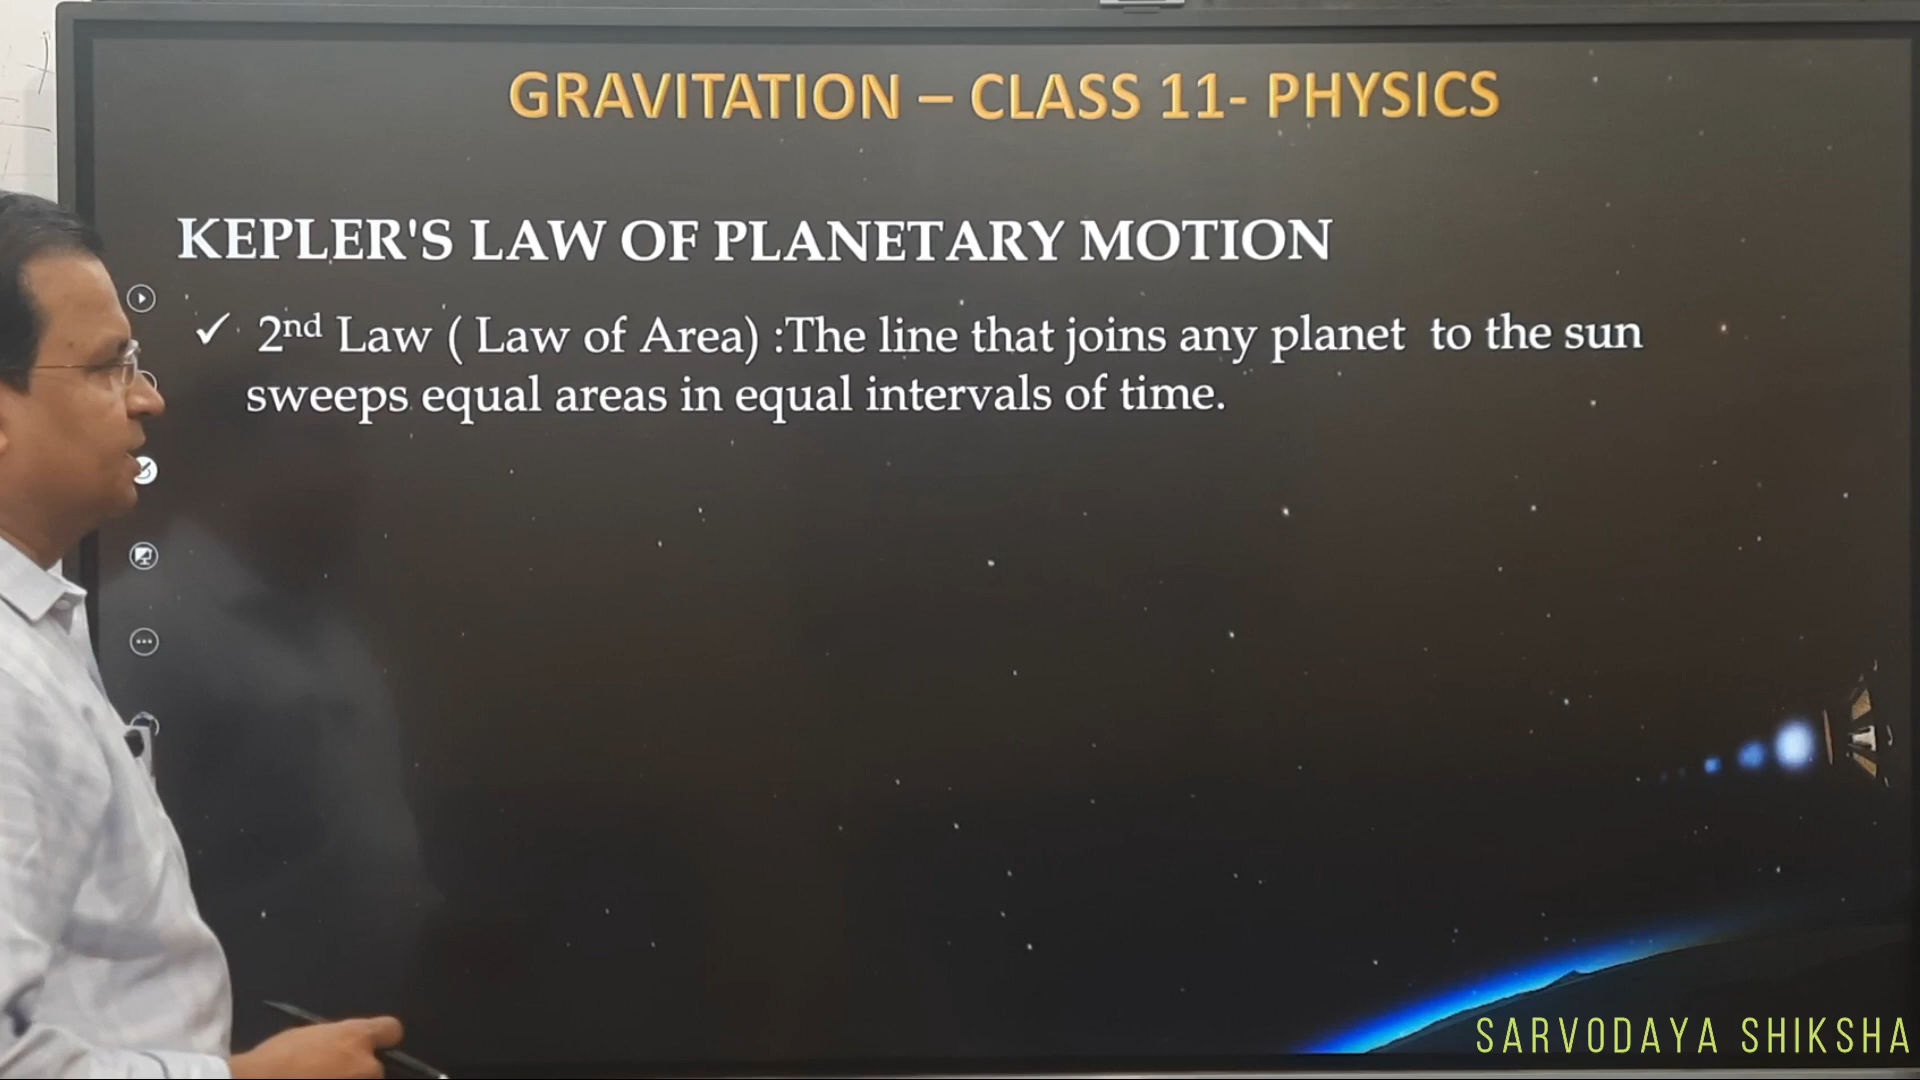 GRAVITATION – CLASS 11- PHYSICS
KEPLER'S LAW OF PLANETARY MOTION
✓ 2nd Law ( Law of Area) :The line that joins any planet to the sun
sweeps equal areas in equal intervals of time.
SARVODAYA SHIKSHA